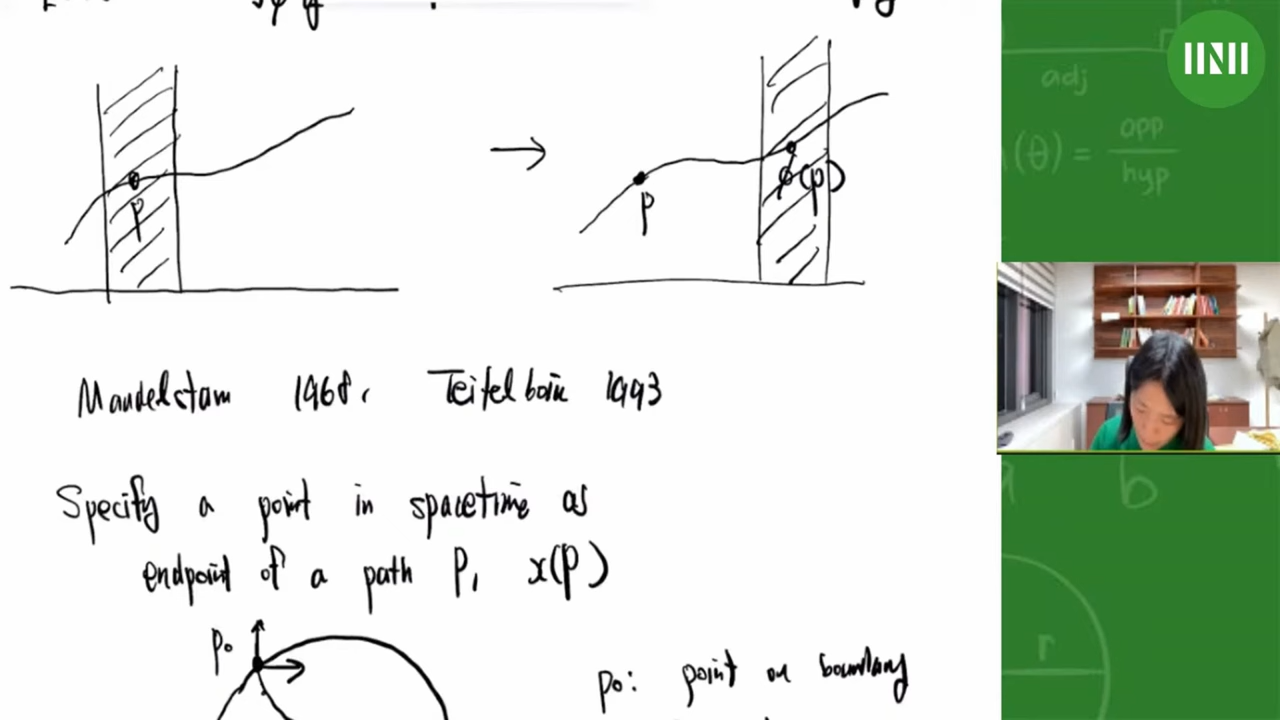 p
→
p
φ(p)
Mandelstam 1968, Teitelboim 1993
Specify a point in spacetime as
endpoint of a path P, x(P)
p₀
p₀: point on boundary
adj
(θ) = opp
hyp
b
r